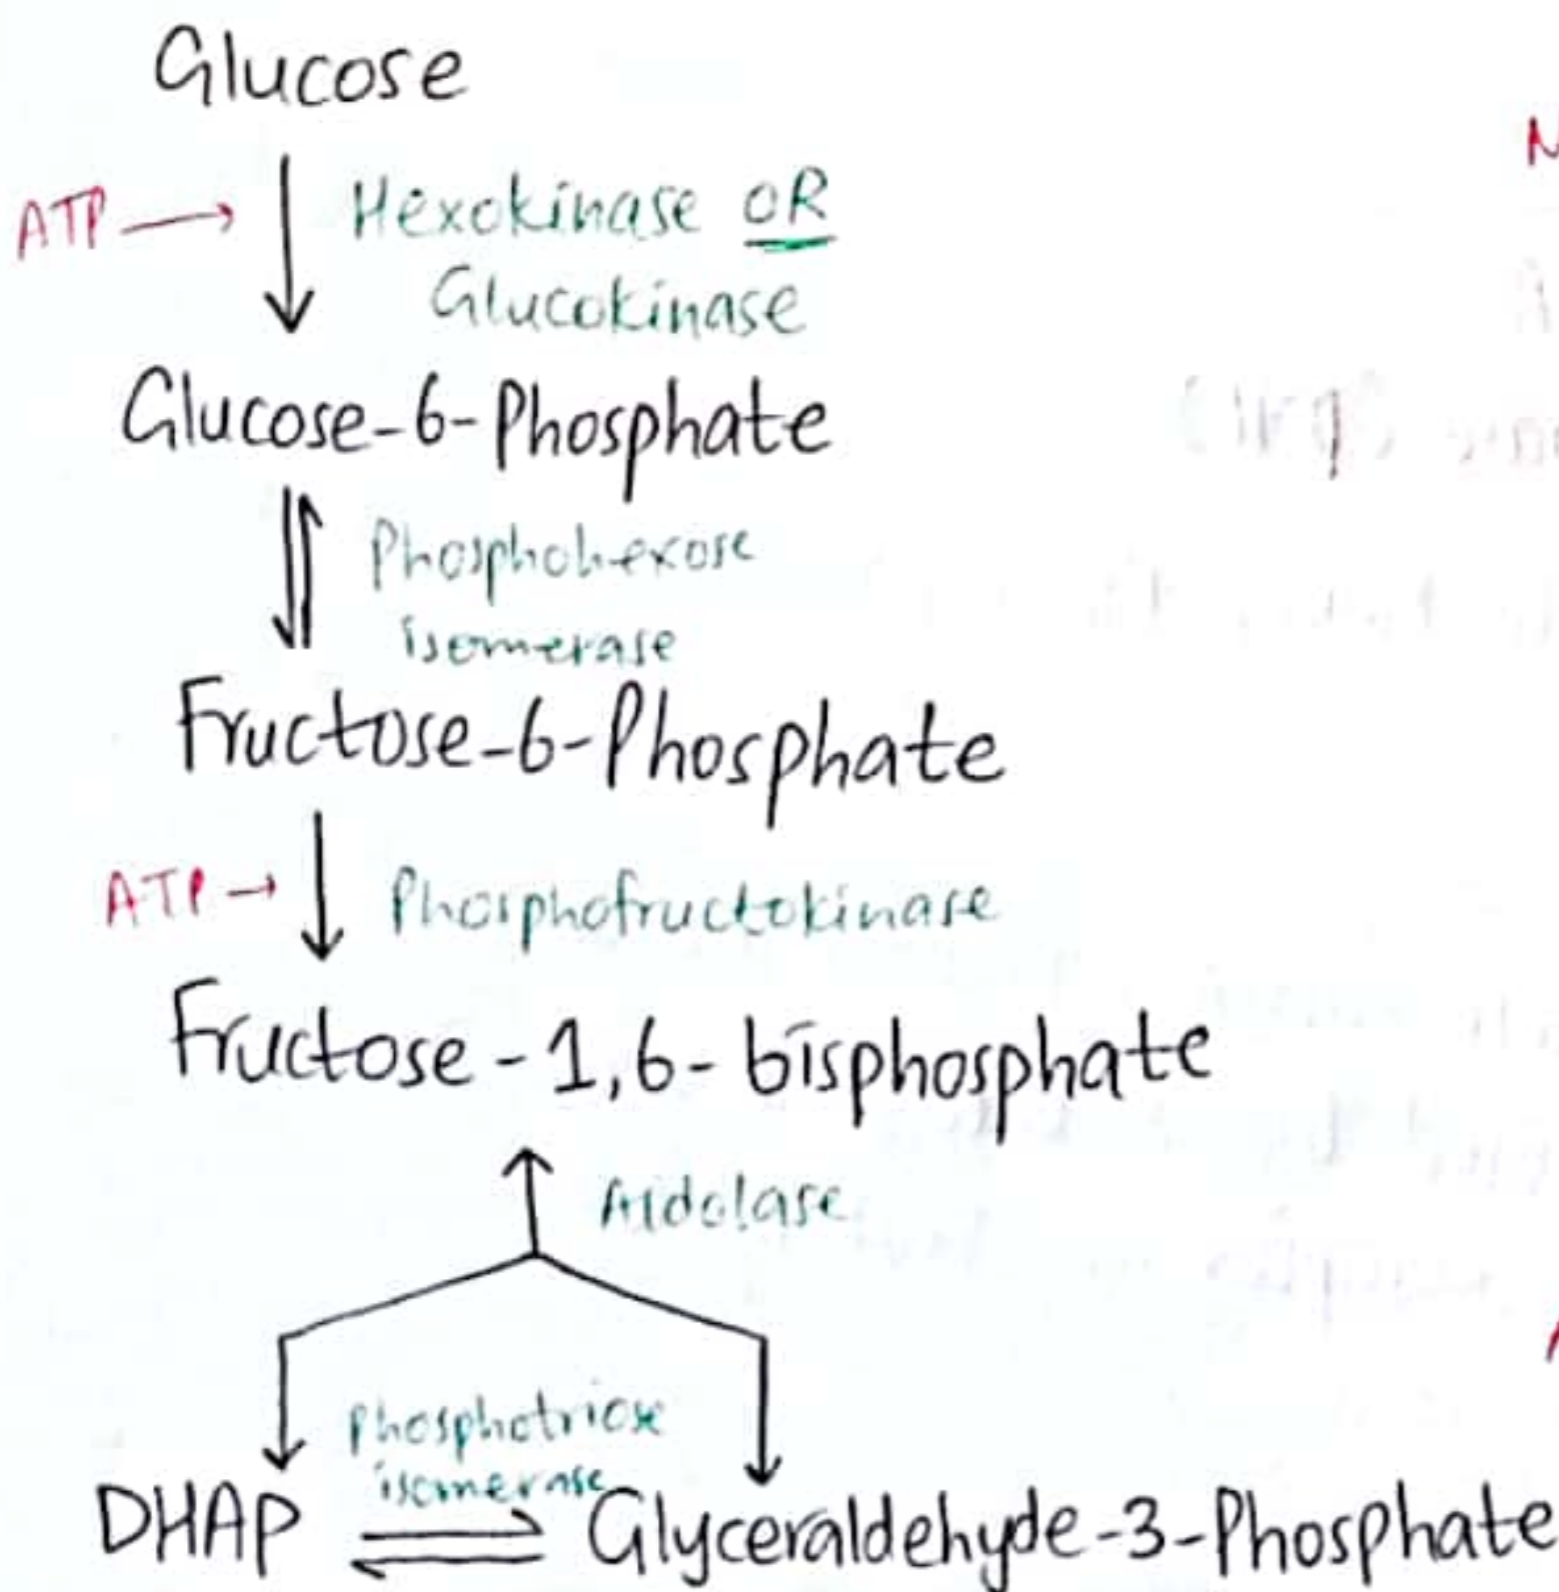 Glucose
ATP → Hexokinase OR
Glucokinase
Glucose-6-Phosphate
Phosphohexose
isomerase
Fructose-6-Phosphate
ATP → Phosphofructokinase
Fructose-1,6-bisphosphate
Aldolase
Phosphotriose
isomerase
DHAP ⇌ Glyceraldehyde-3-Phosphate